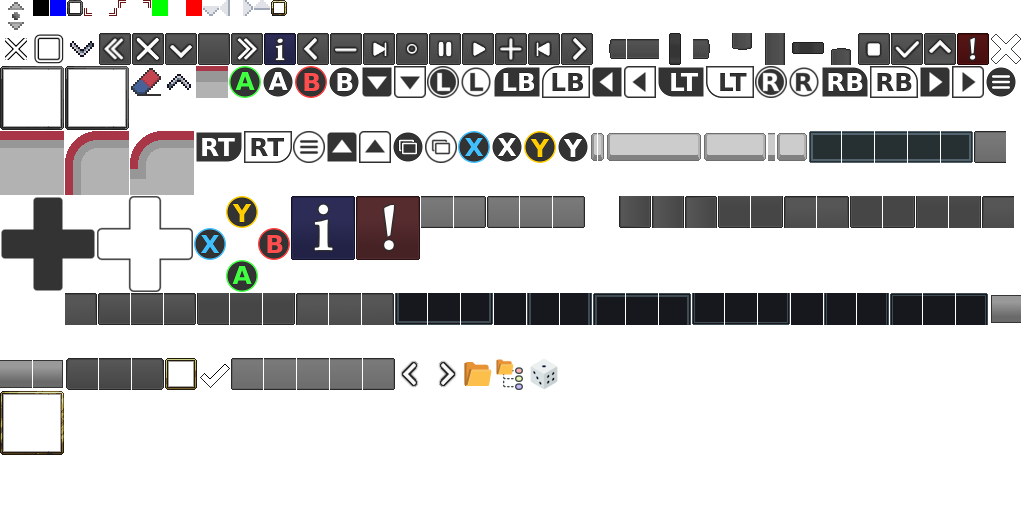 i !
A A B B L L LB LB LT LT R R RB RB
RT RT X X Y Y
Y
X B i !
A